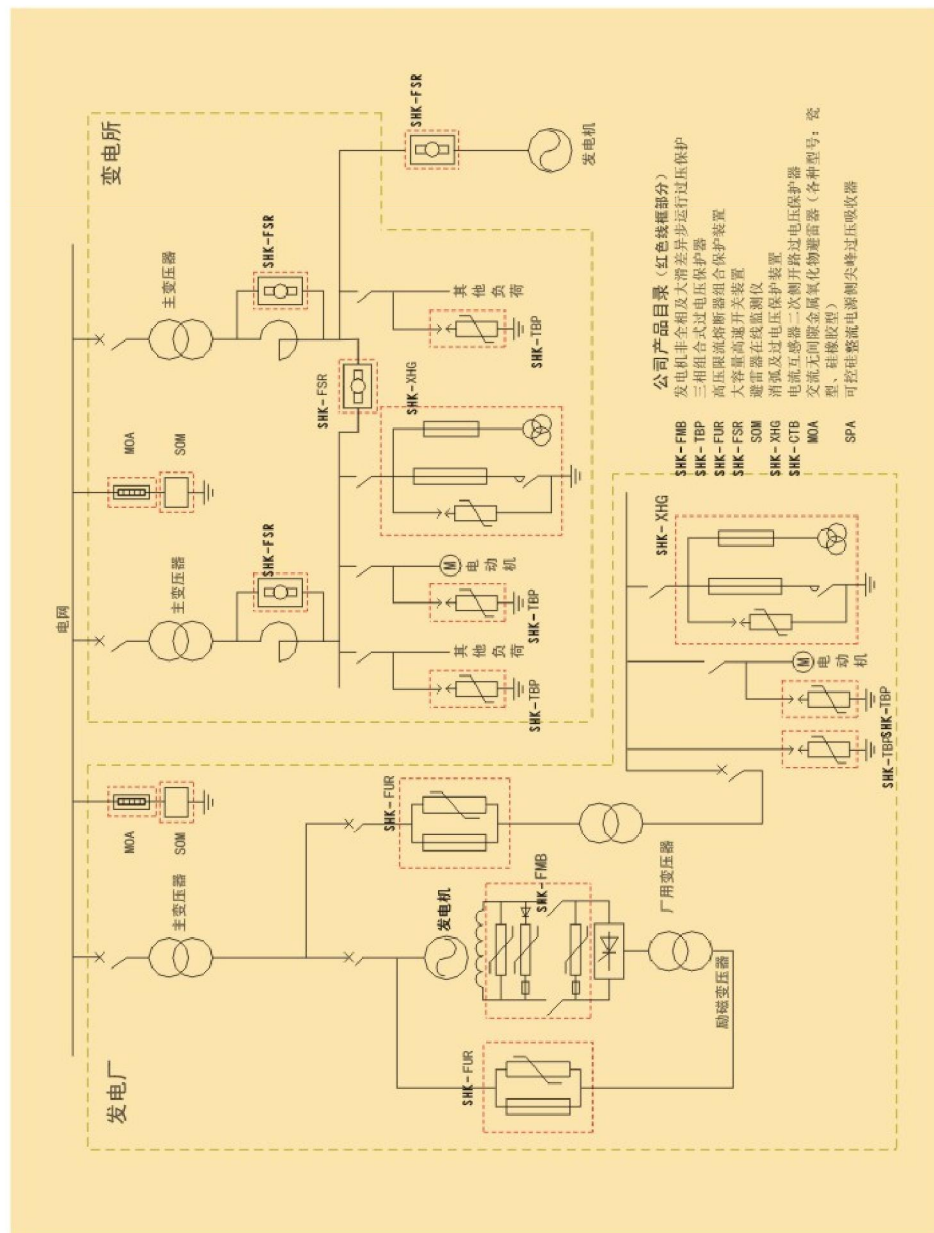 变电所
发电厂
电网
主变压器
MOA
SOM
主变压器
MOA
SOM
主变压器
SHK-FSR
SHK-FSR
SHK-FSR
SHK-FSR
发电机
SHK-FUR
发电机
SHK-FMB
SHK-FUR
励磁变压器
厂用变压器
其他负荷
SHK-TBP
M
电动机
SHK-TBP
SHK-XHG
其他负荷
SHK-TBP
SHK-TBP
SHK-TBP
M
电动机
SHK-XHG
公司产品目录（红色线框部分）
SHK-FMB 发电机非全相及大滑差异步运行过压保护
SHK-TBP 三相组合式过电压保护器
SHK-FUR 高压限流熔断器组合保护装置
SHK-FSR 大容量高速开关装置
SOM 避雷器在线监测仪
SHK-XHG 消弧及过电压保护装置
SHK-CTB 电流互感器二次侧开路过电压保护器
MOA 交流无间隙金属氧化物避雷器（各种型号：瓷
型、硅橡胶型）
SPA 可控硅整流电源侧尖峰过压吸收器